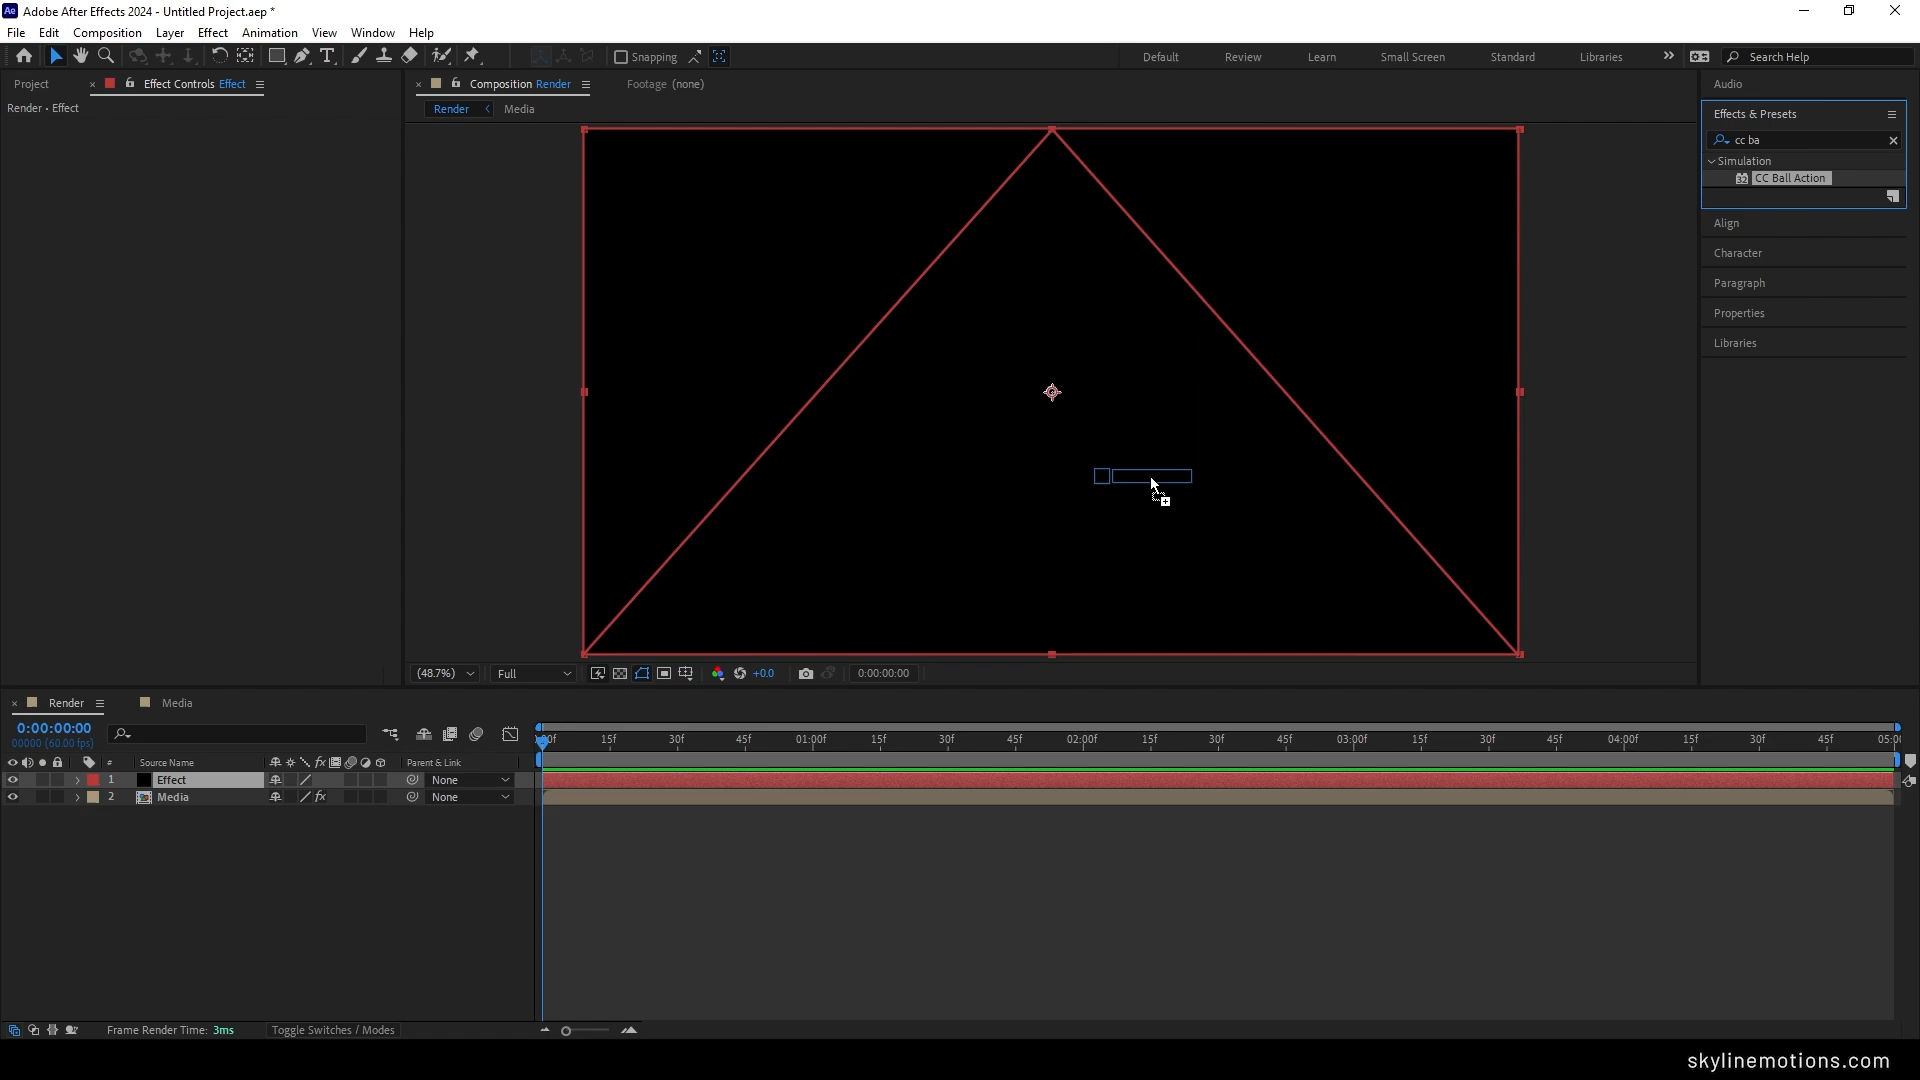 Adobe After Effects 2024 - Untitled Project.aep *
File Edit Composition Layer Effect Animation View Window Help
Snapping Default Review Learn Small Screen Standard Libraries Search Help
Project Effect Controls Effect
Render • Effect
Composition Render Footage (none)
Render Media
Audio
Effects & Presets
cc ba
Simulation
32 CC Ball Action
Align
Character
Paragraph
Properties
Libraries
(48.7%) Full +0.0 0:00:00:00
Render Media
0:00:00:00
00000 (60.00 fps)
15f 30f 45f 01:00f 15f 30f 45f 02:00f 15f 30f 45f 03:00f 15f 30f 45f 04:00f 15f 30f 45f
# Source Name fx Parent & Link
1 Effect None
2 Media fx None
Frame Render Time: 3ms Toggle Switches / Modes
skylinemotions.com